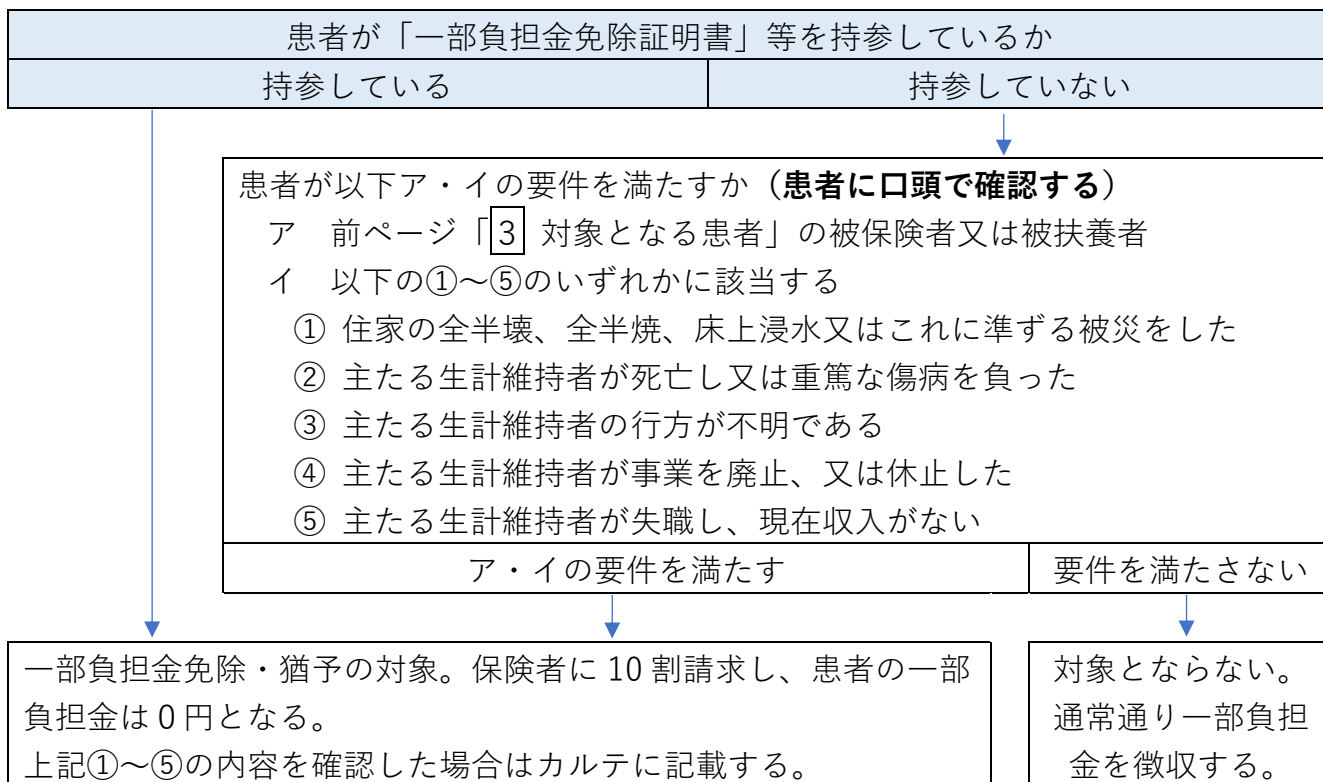 患者が「一部負担金免除証明書」等を持参しているか
持参している
持参していない
患者が以下ア・イの要件を満たすか（患者に口頭で確認する）
ア　前ページ「3 対象となる患者」の被保険者又は被扶養者
イ　以下の①～⑤のいずれかに該当する
① 住家の全半壊、全半焼、床上浸水又はこれに準ずる被災をした
② 主たる生計維持者が死亡し又は重篤な傷病を負った
③ 主たる生計維持者の行方が不明である
④ 主たる生計維持者が事業を廃止、又は休止した
⑤ 主たる生計維持者が失職し、現在収入がない
ア・イの要件を満たす
要件を満たさない
一部負担金免除・猶予の対象。保険者に 10 割請求し、患者の一部
負担金は 0 円となる。
上記①～⑤の内容を確認した場合はカルテに記載する。
対象とならない。
通常通り一部負担
金を徴収する。